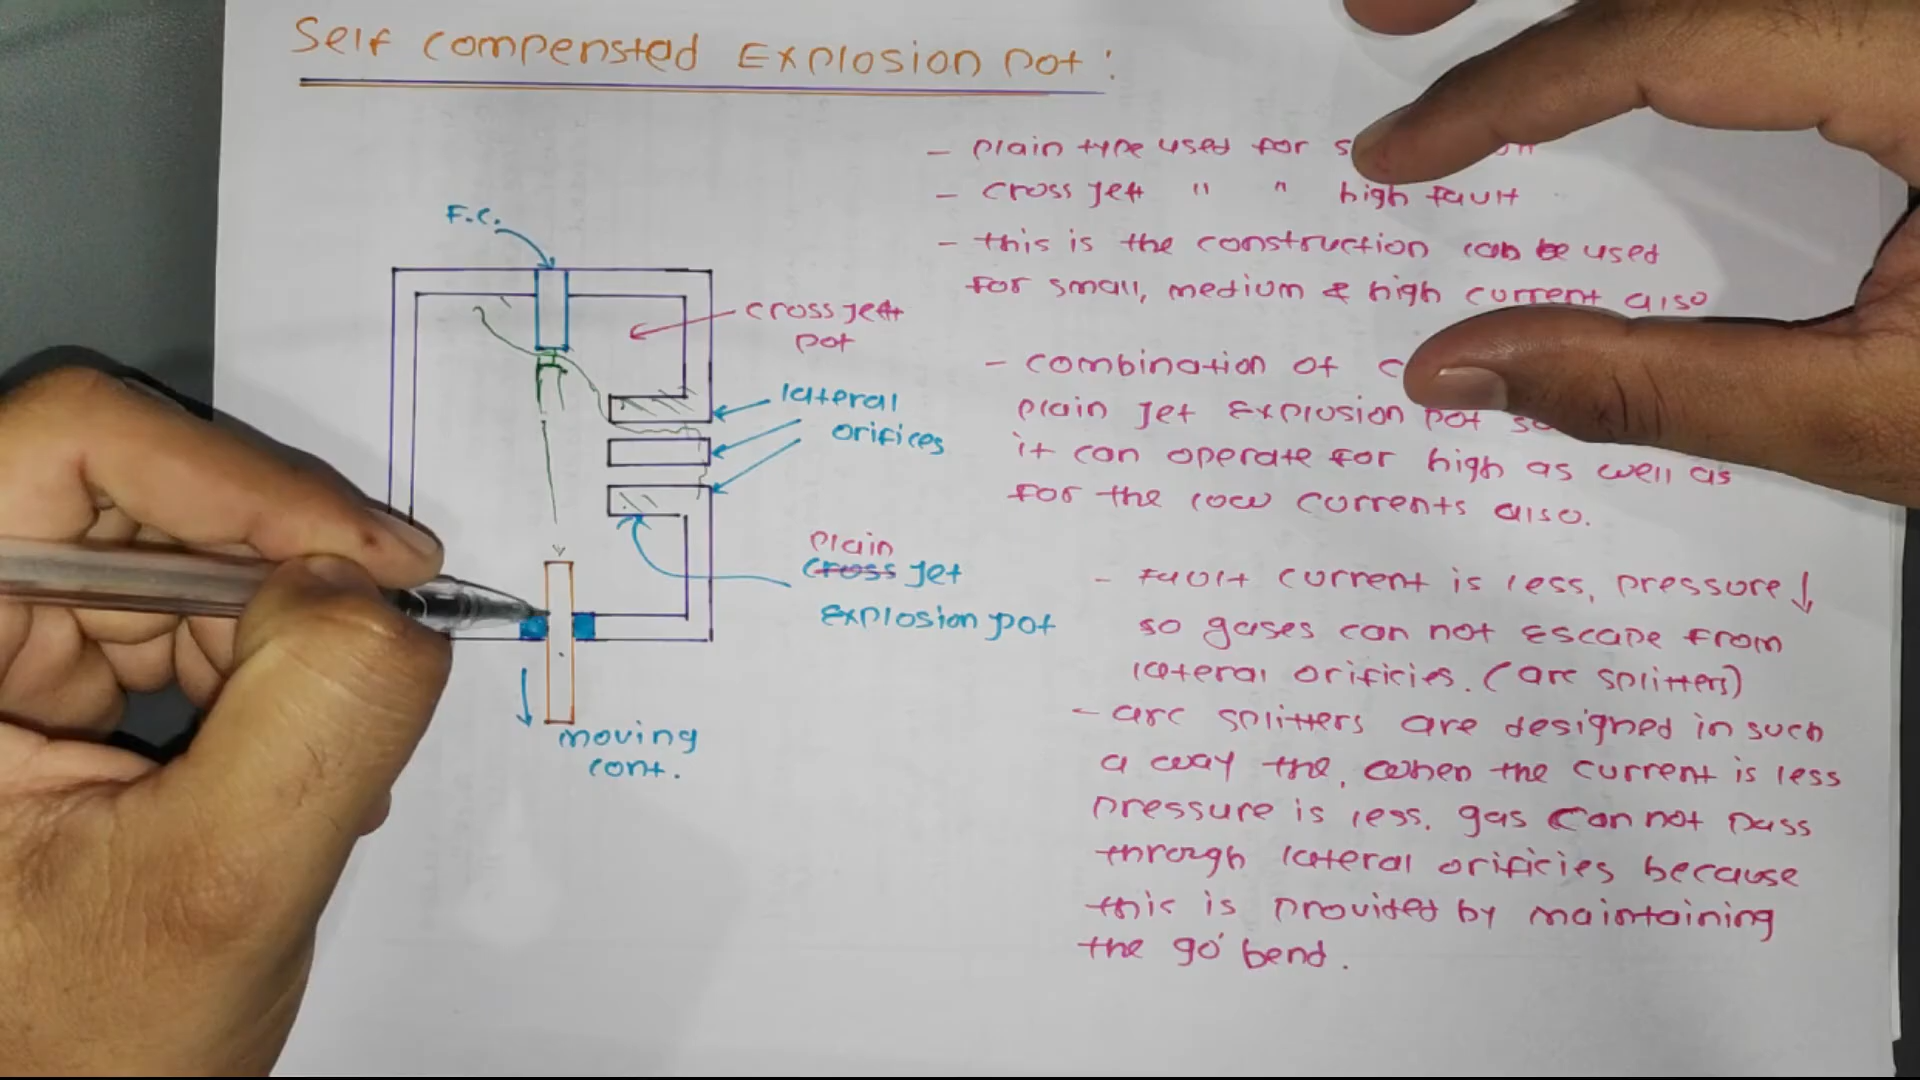 Self compensted Explosion pot :
- plain type used for
- cross jett " " high fault
- this is the construction can be used
for small, medium & high current also
- combination of
plain jet Explosion pot
it can operate for high as well as
for the low currents also.
- fault current is less, pressure ↓
so gases can not Escape from
lateral orificies. (arc splitters)
- arc splitters are designed in such
a way the, when the current is less
pressure is less. gas can not pass
through lateral orificies because
this is provided by maintaining
the 90° bend.
F.C.
cross jett
pot
lateral
orifices
plain
cross jet
Explosion pot
moving
cont.